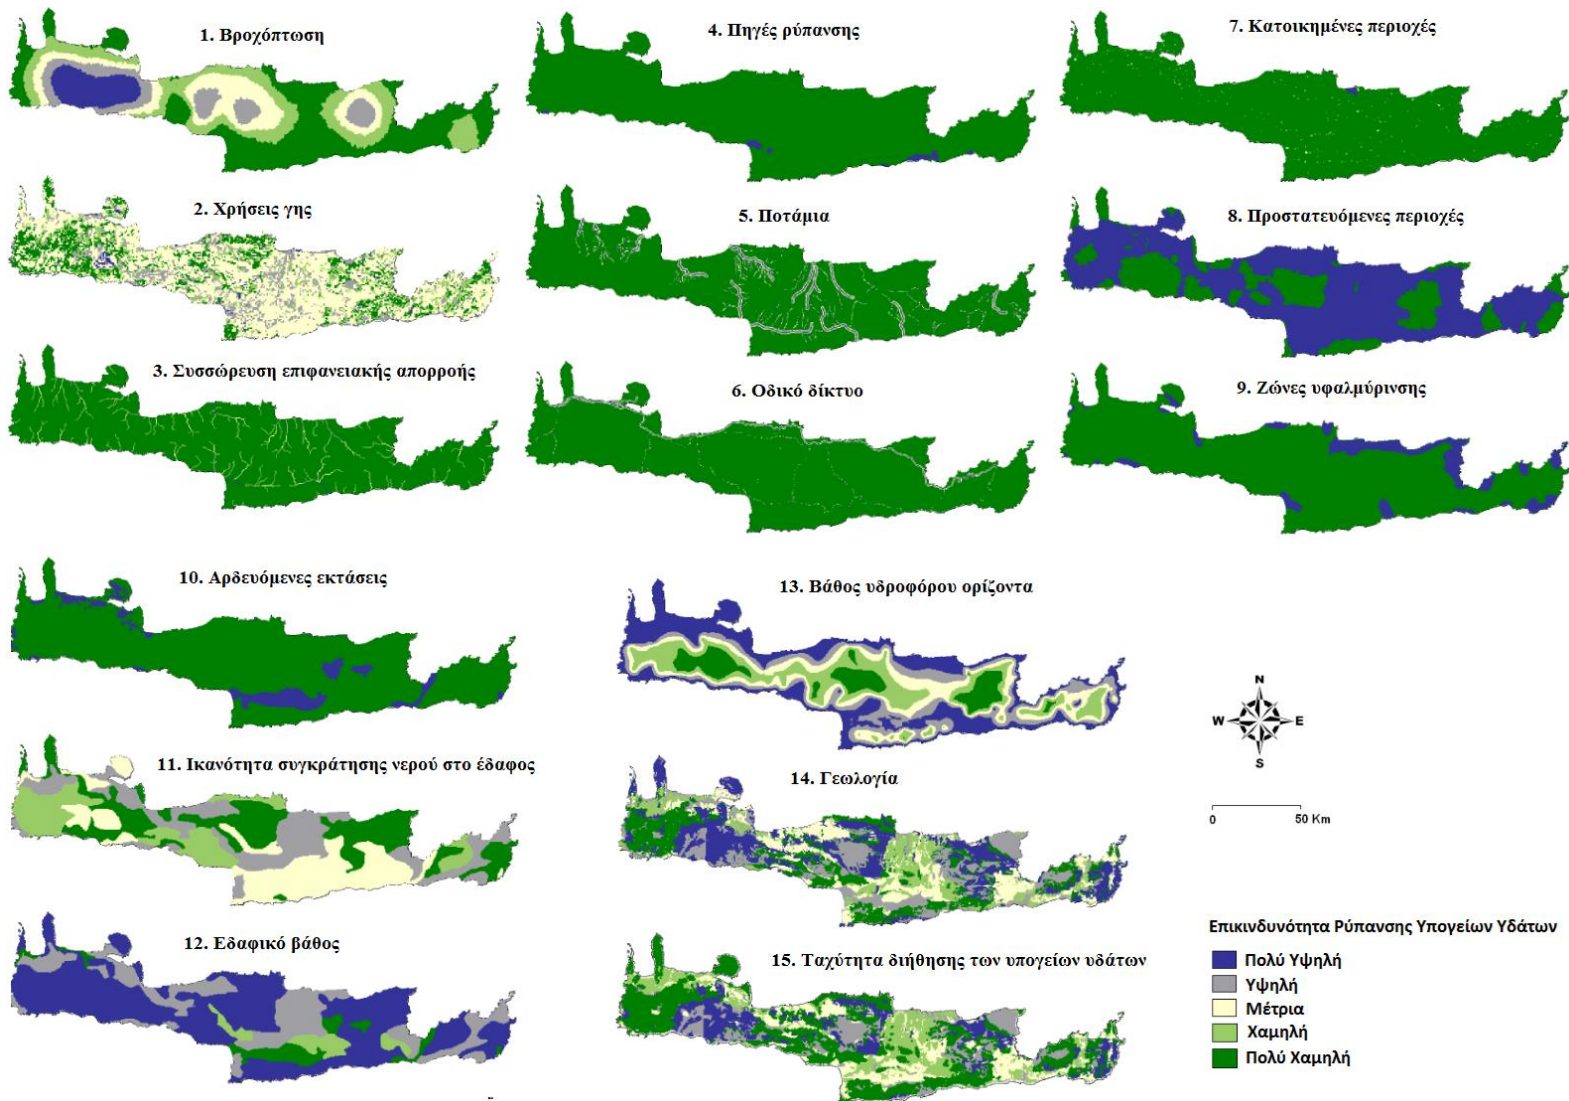 1. Βροχόπτωση
2. Χρήσεις γης
3. Συσσώρευση επιφανειακής απορροής
4. Πηγές ρύπανσης
5. Ποτάμια
6. Οδικό δίκτυο
7. Κατοικημένες περιοχές
8. Προστατευόμενες περιοχές
9. Ζώνες υφαλμύρινσης
10. Αρδευόμενες εκτάσεις
11. Ικανότητα συγκράτησης νερού στο έδαφος
12. Εδαφικό βάθος
13. Βάθος υδροφόρου ορίζοντα
14. Γεωλογία
15. Ταχύτητα διήθησης των υπογείων υδάτων
N
W E
S
0 50 Km
Επικινδυνότητα Ρύπανσης Υπογείων Υδάτων
Πολύ Υψηλή
Υψηλή
Μέτρια
Χαμηλή
Πολύ Χαμηλή